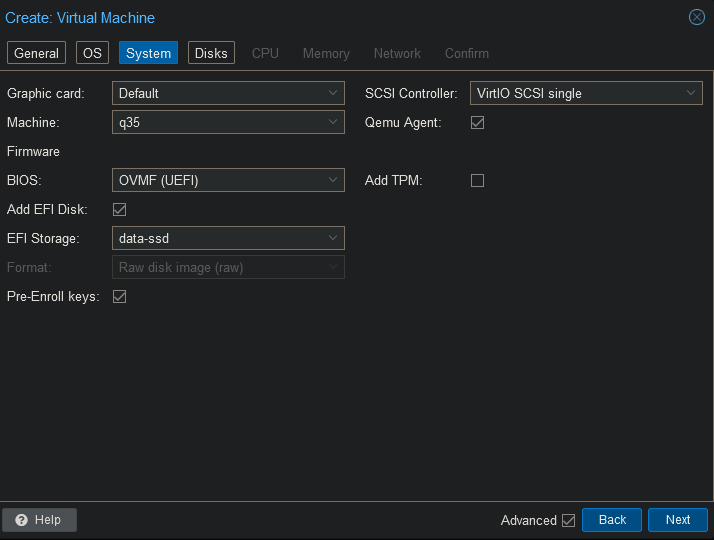 Create: Virtual Machine
General OS System Disks CPU Memory Network Confirm
Graphic card: Default SCSI Controller: VirtIO SCSI single
Machine: q35 Qemu Agent:
Firmware
BIOS: OVMF (UEFI) Add TPM:
Add EFI Disk:
EFI Storage: data-ssd
Format: Raw disk image (raw)
Pre-Enroll keys:
? Help Advanced Back Next